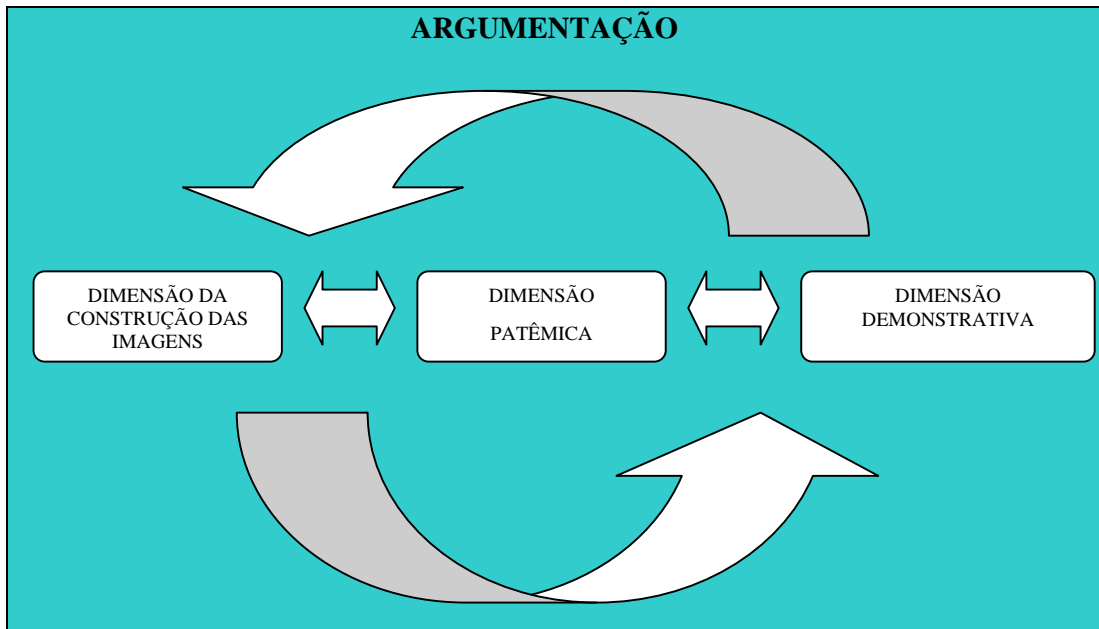 ARGUMENTAÇÃO
DIMENSÃO DA
CONSTRUÇÃO DAS
IMAGENS
DIMENSÃO
PATÊMICA
DIMENSÃO
DEMONSTRATIVA